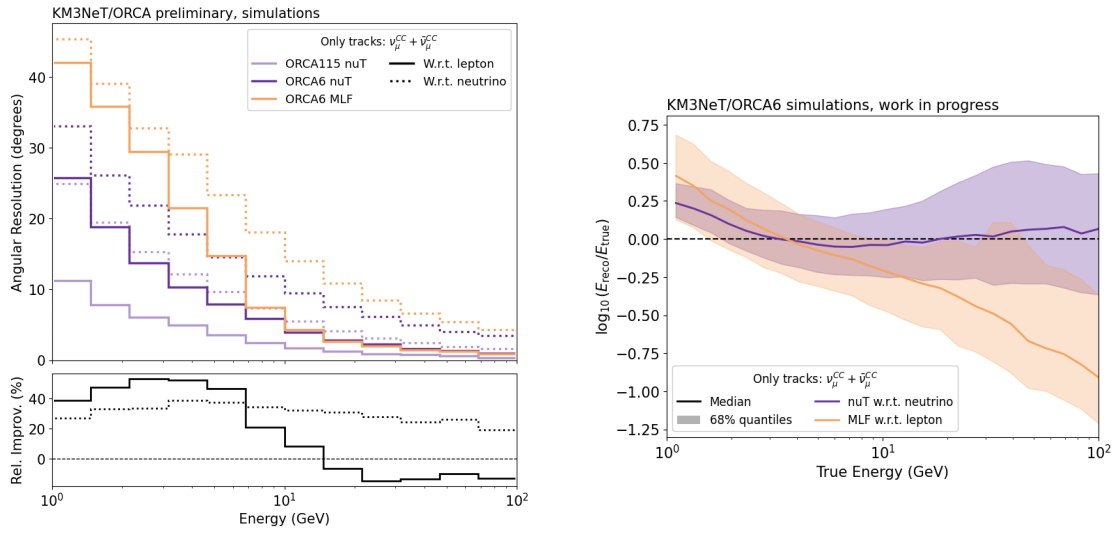 KM3NeT/ORCA preliminary, simulations
Angular Resolution (degrees)
40
30
20
10
0
Only tracks: ν_μ^CC + ν̄_μ^CC
ORCA115 nuT
ORCA6 nuT
ORCA6 MLF
W.r.t. lepton
W.r.t. neutrino
Rel. Improv. (%)
40
20
0
10^0
10^1
10^2
Energy (GeV)
KM3NeT/ORCA6 simulations, work in progress
log₁₀ (E_reco/E_true)
0.75
0.50
0.25
0.00
−0.25
−0.50
−0.75
−1.00
−1.25
Only tracks: ν_μ^CC + ν̄_μ^CC
Median
68% quantiles
nuT w.r.t. neutrino
MLF w.r.t. lepton
10^0
10^1
10^2
True Energy (GeV)